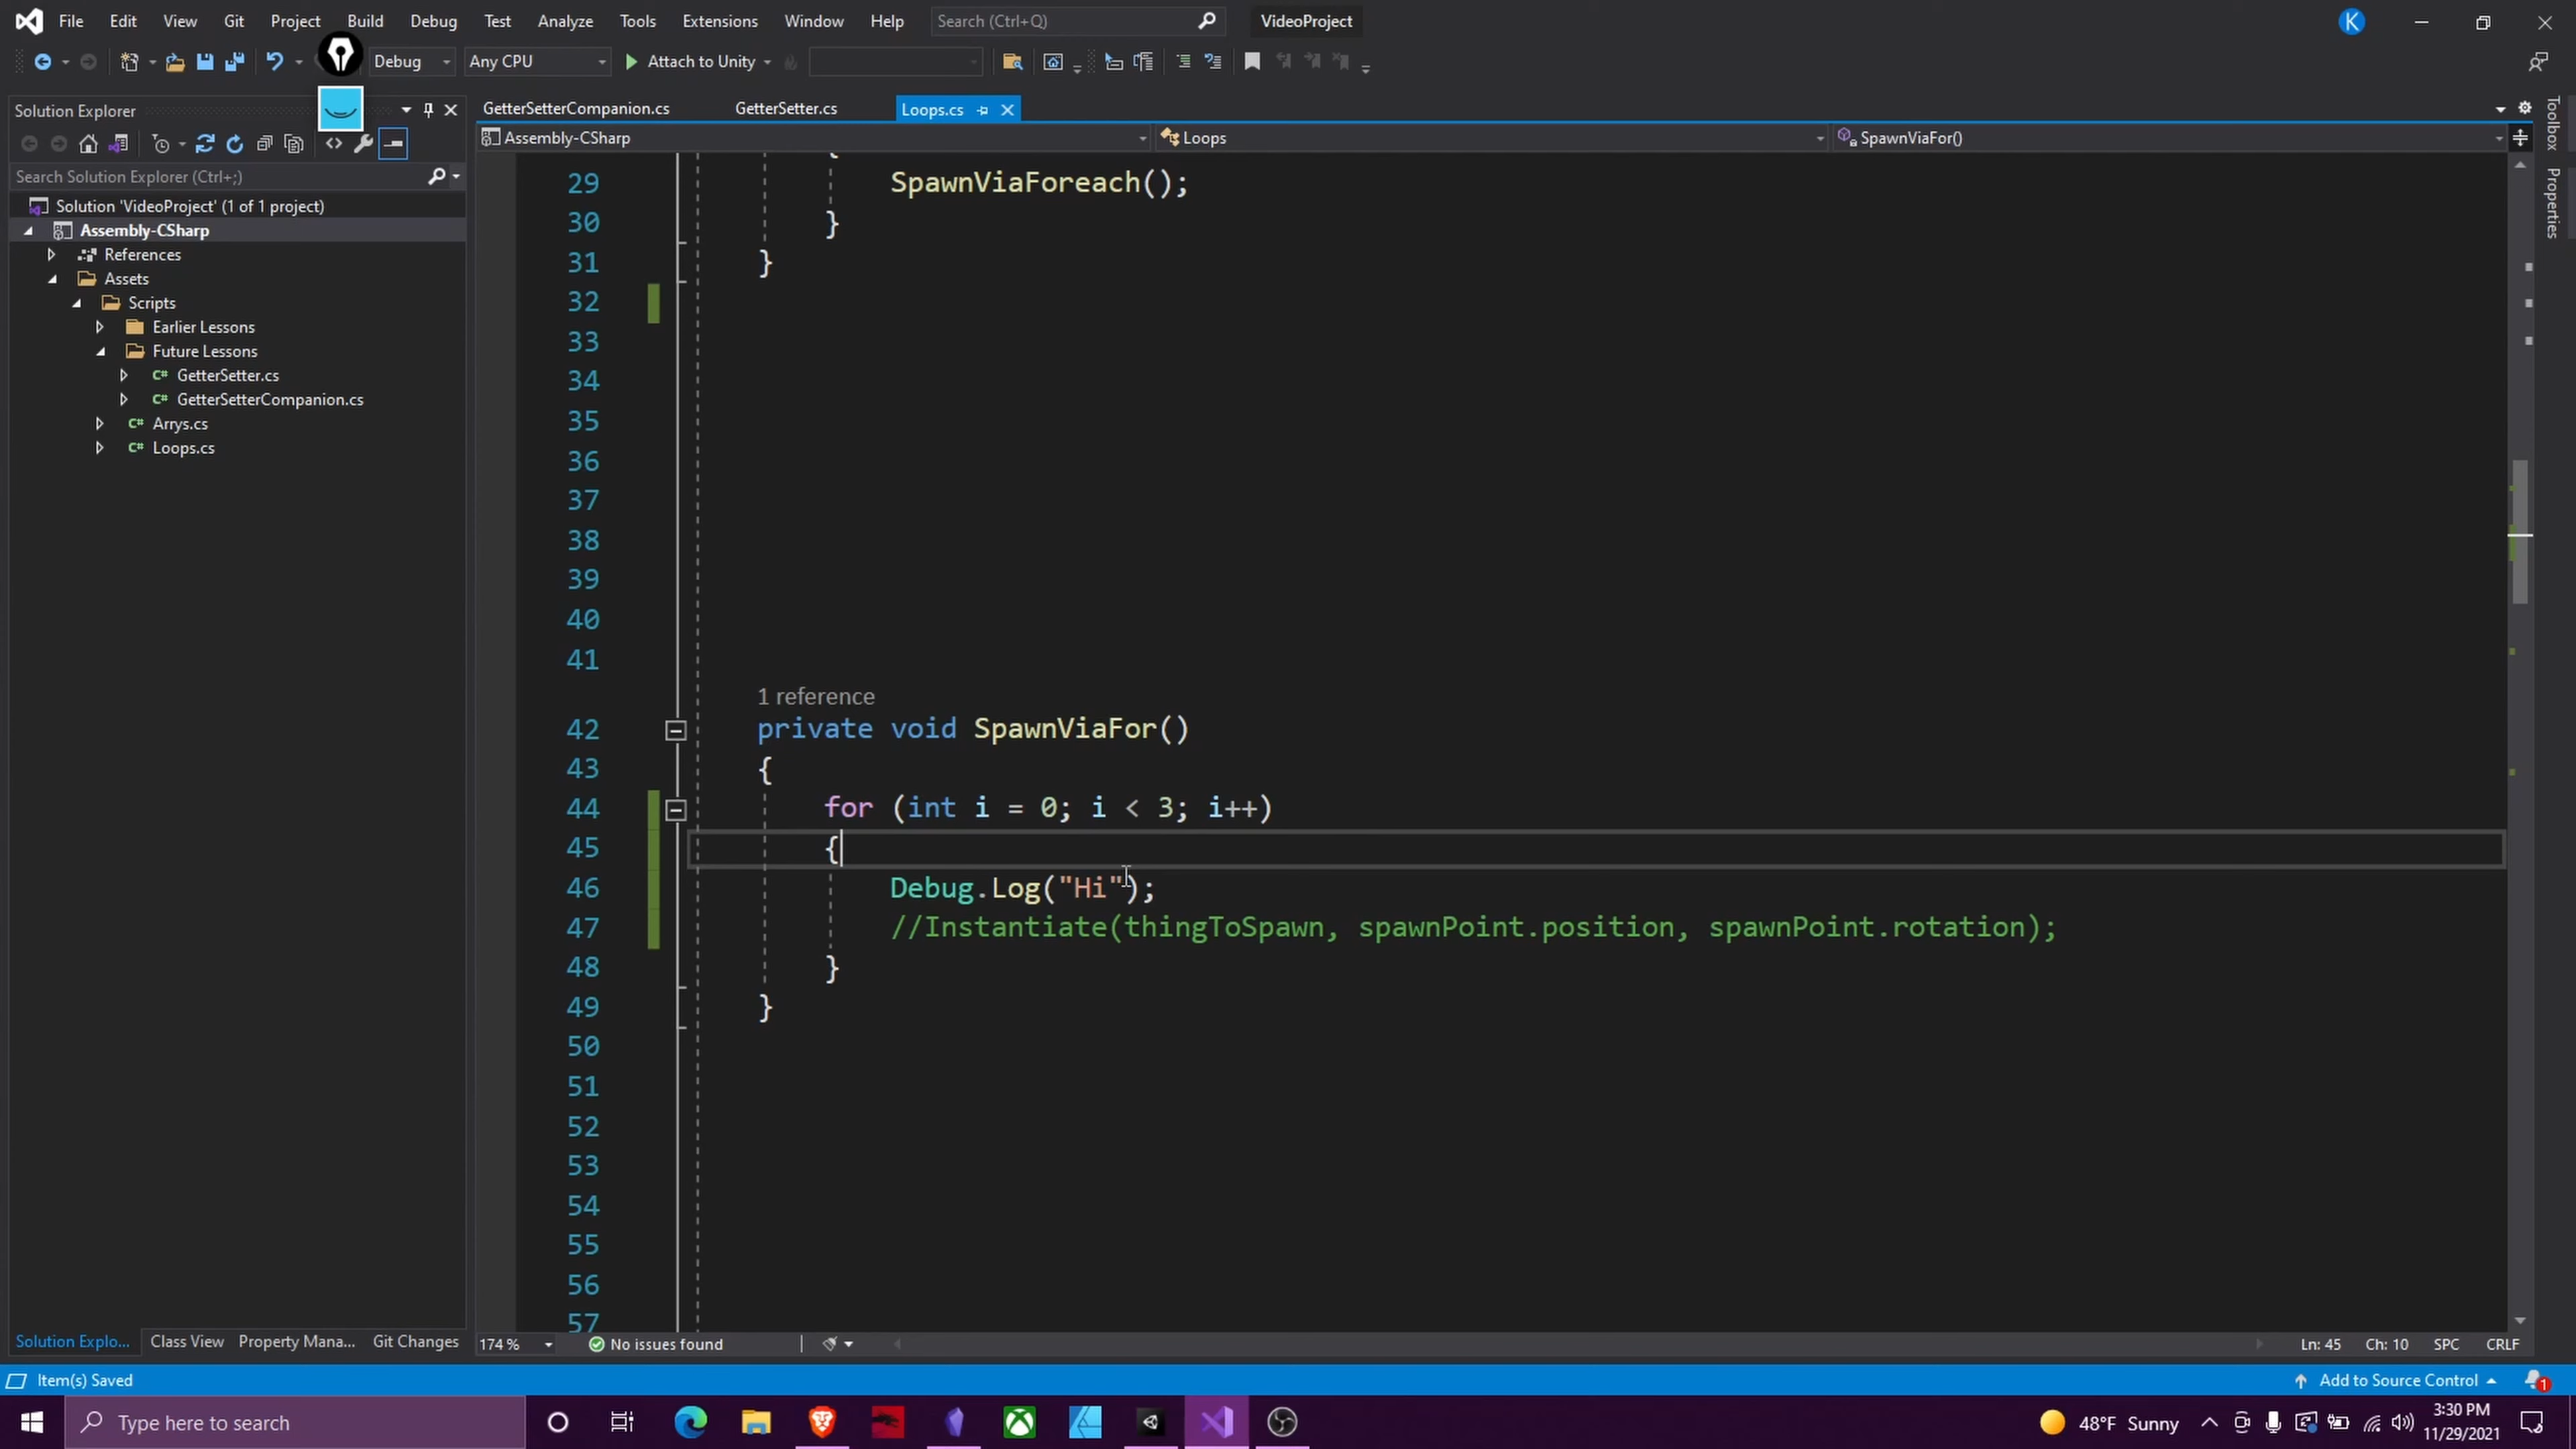 File Edit View Git Project Build Debug Test Analyze Tools Extensions Window Help Search (Ctrl+Q) VideoProject K
Debug Any CPU Attach to Unity
Solution Explorer
Search Solution Explorer (Ctrl+;)
Solution 'VideoProject' (1 of 1 project)
Assembly-CSharp
References
Assets
Scripts
Earlier Lessons
Future Lessons
C# GetterSetter.cs
C# GetterSetterCompanion.cs
C# Arrys.cs
C# Loops.cs
Solution Explo... Class View Property Mana... Git Changes
GetterSetterCompanion.cs GetterSetter.cs Loops.cs
Assembly-CSharp Loops SpawnViaFor()
{
29 SpawnViaForeach();
30 }
31 }
32
33
34
35
36
37
38
39
40
41
1 reference
42 private void SpawnViaFor()
43 {
44 for (int i = 0; i < 3; i++)
45 {
46 Debug.Log("Hi");
47 //Instantiate(thingToSpawn, spawnPoint.position, spawnPoint.rotation);
48 }
49 }
50
51
52
53
54
55
56
57
174 % No issues found Ln: 45 Ch: 10 SPC CRLF
Toolbox
Properties
Item(s) Saved Add to Source Control 1
Type here to search 48°F Sunny 3:30 PM
11/29/2021